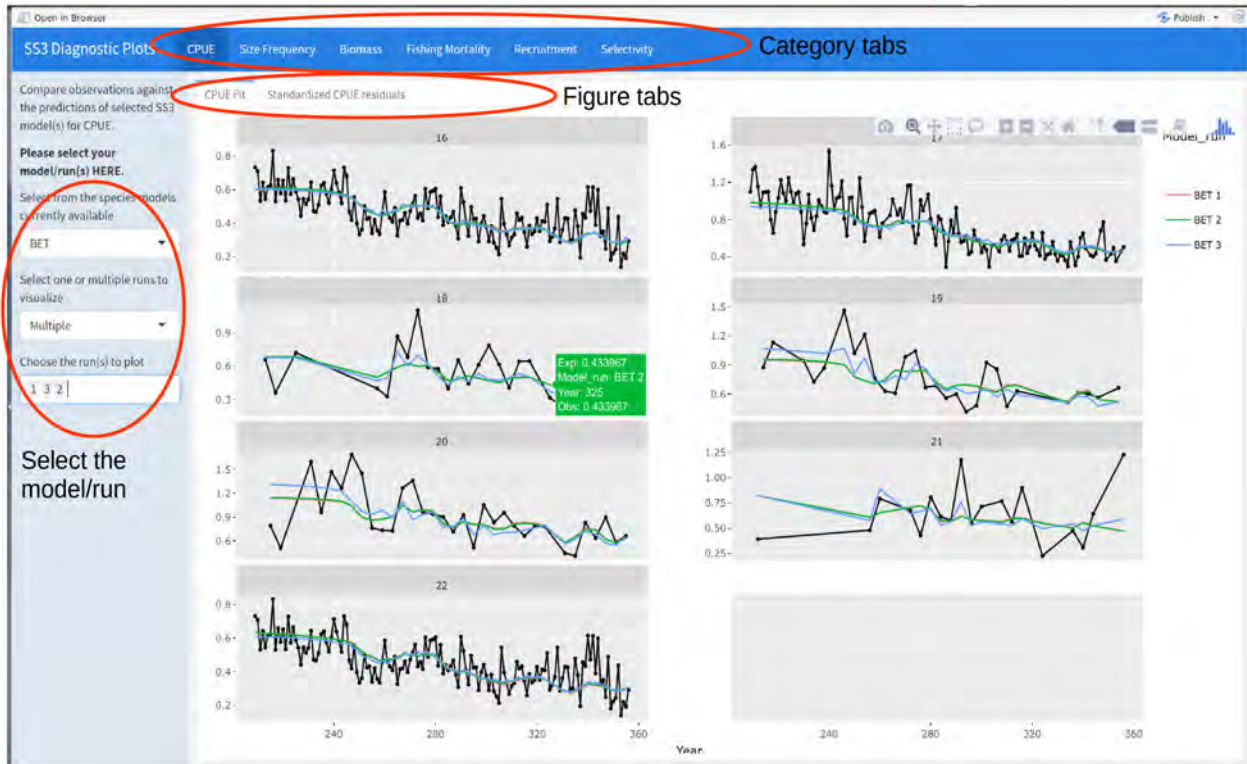 Open in Browser
Publish
SS3 Diagnostic Plots
CPUE Size Frequency Biomass Fishing Mortality Recruitment Selectivity
Category tabs
Compare observations against
the predictions of selected SS3
model(s) for CPUE.
Please select your
model/run(s) HERE.
Select from the species models
currently available
BET
Select one or multiple runs to
visualize
Multiple
Choose the run(s) to plot
1 3 2
Select the
model/run
CPUE Fit Standardized CPUE residuals
Figure tabs
16
0.8
0.6
0.4
0.2
17
1.6
1.2
0.8
0.4
Model_run
BET 1
BET 2
BET 3
18
0.9
0.6
0.3
Exp: 0.433967
Model_run: BET 2
Year: 325
Obs: 0.433967
19
1.5
1.2
0.9
0.6
20
1.5
1.2
0.9
0.6
21
1.25
1.00
0.75
0.50
0.25
22
0.8
0.6
0.4
0.2
240 280 320 360
240 280 320 360
Year